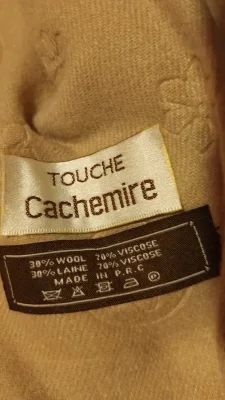 TOUCHE
Cachemire
30% WOOL 70% VISCOSE
30% LAINE 70% VISCOSE
MADE IN P.R.C